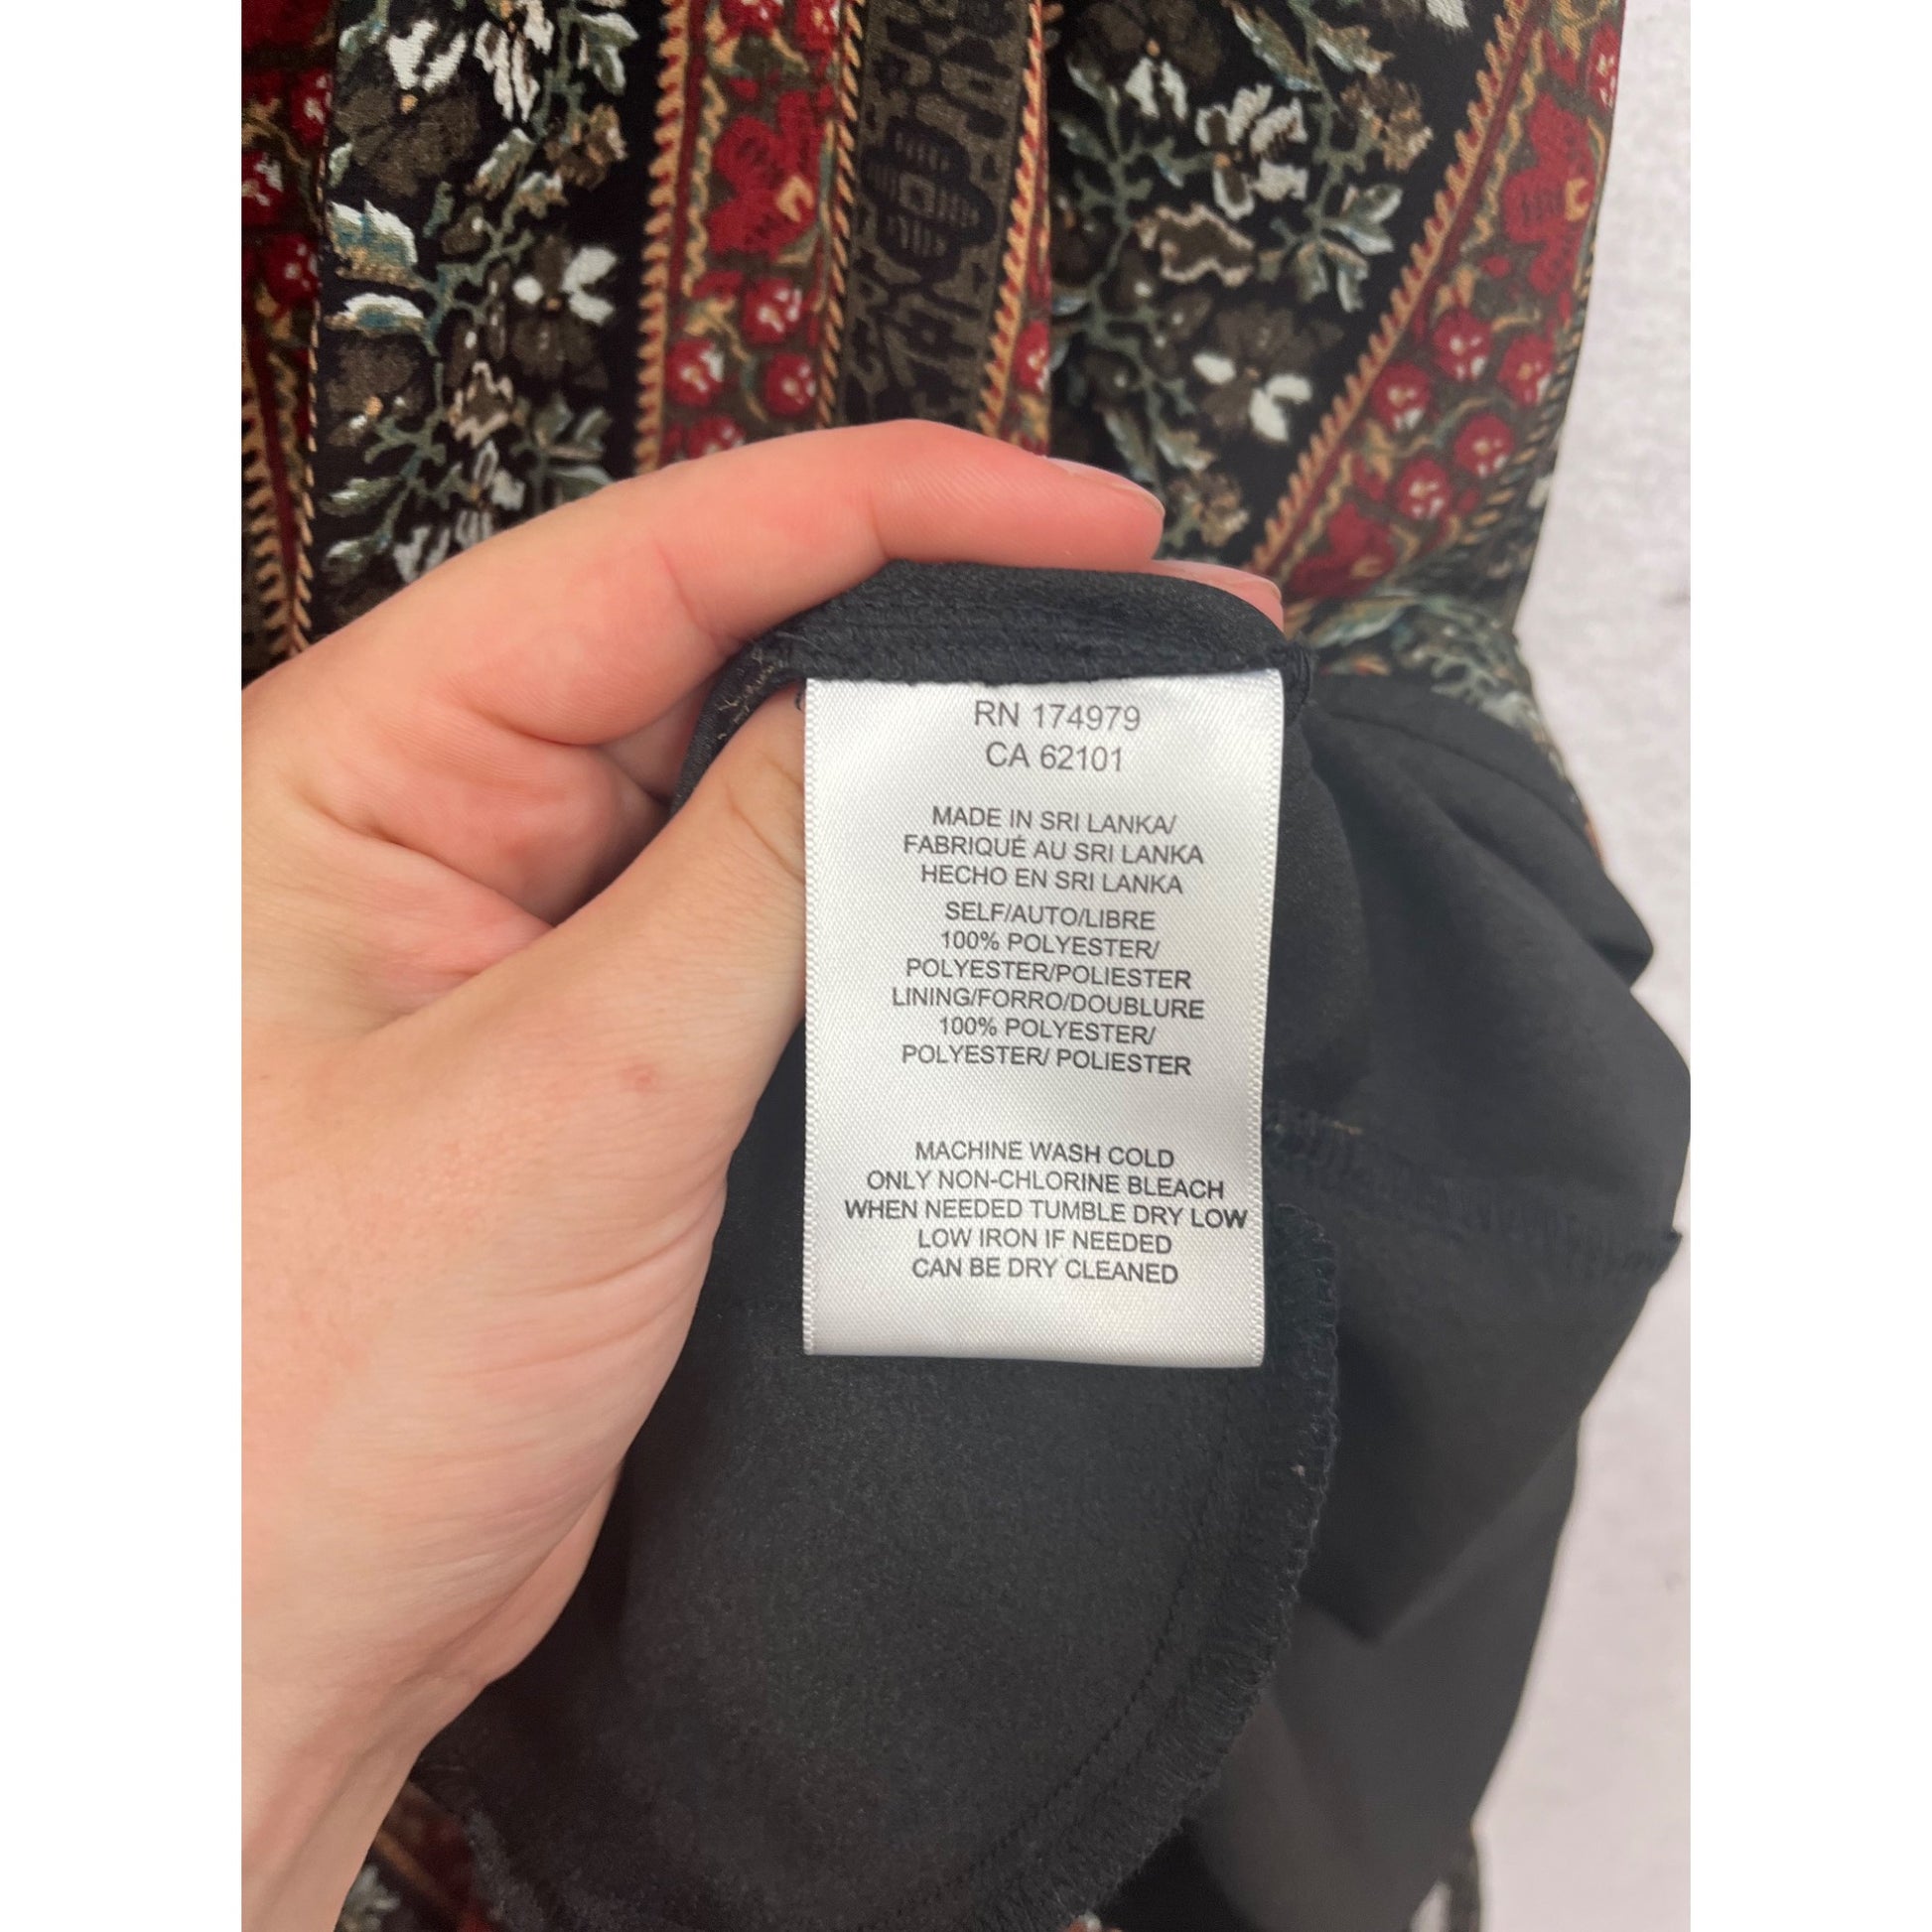 RN 174979
CA 62101
MADE IN SRI LANKA/
FABRIQUÉ AU SRI LANKA
HECHO EN SRI LANKA
SELF/AUTO/LIBRE
100% POLYESTER/
POLYESTER/POLIESTER
LINING/FORRO/DOUBLURE
100% POLYESTER/
POLYESTER/ POLIESTER
MACHINE WASH COLD
ONLY NON-CHLORINE BLEACH
WHEN NEEDED TUMBLE DRY LOW
LOW IRON IF NEEDED
CAN BE DRY CLEANED